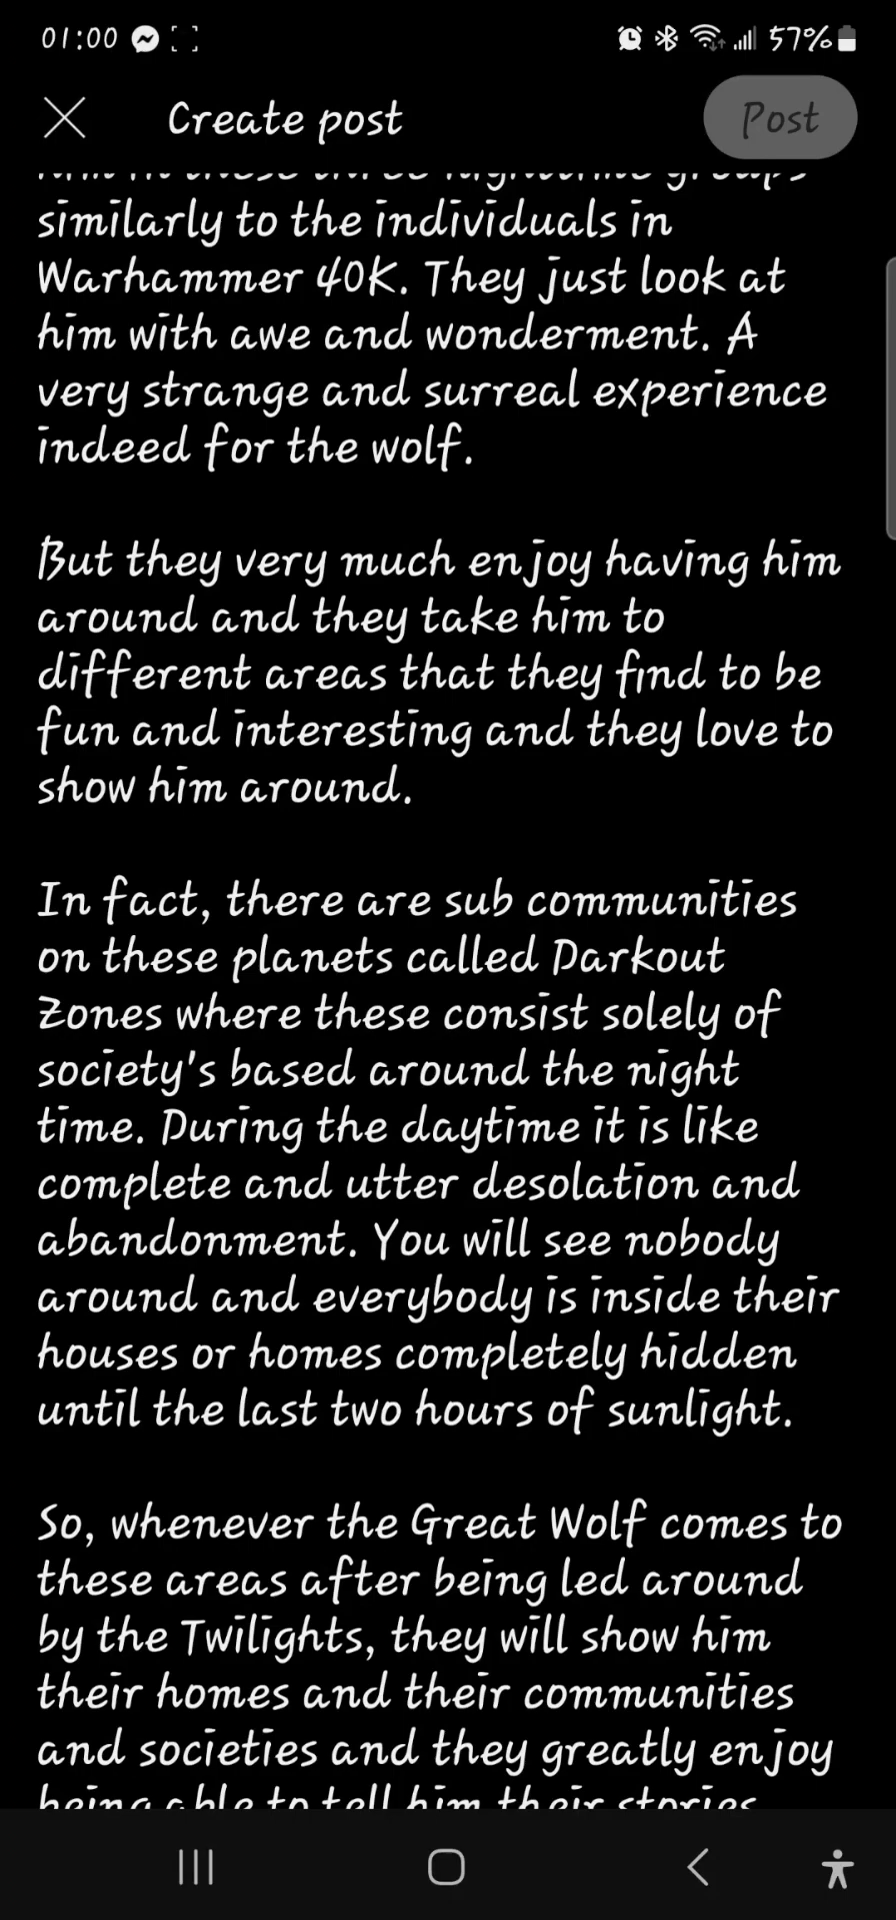 01:00
57%
Create post
Post
similarly to the individuals in
Warhammer 40K. They just look at
him with awe and wonderment. A
very strange and surreal experience
indeed for the wolf.
But they very much enjoy having him
around and they take him to
different areas that they find to be
fun and interesting and they love to
show him around.
In fact, there are sub communities
on these planets called Darkout
Zones where these consist solely of
society's based around the night
time. During the daytime it is like
complete and utter desolation and
abandonment. You will see nobody
around and everybody is inside their
houses or homes completely hidden
until the last two hours of sunlight.
So, whenever the Great Wolf comes to
these areas after being led around
by the Twilights, they will show him
their homes and their communities
and societies and they greatly enjoy
being able to tell him their stories